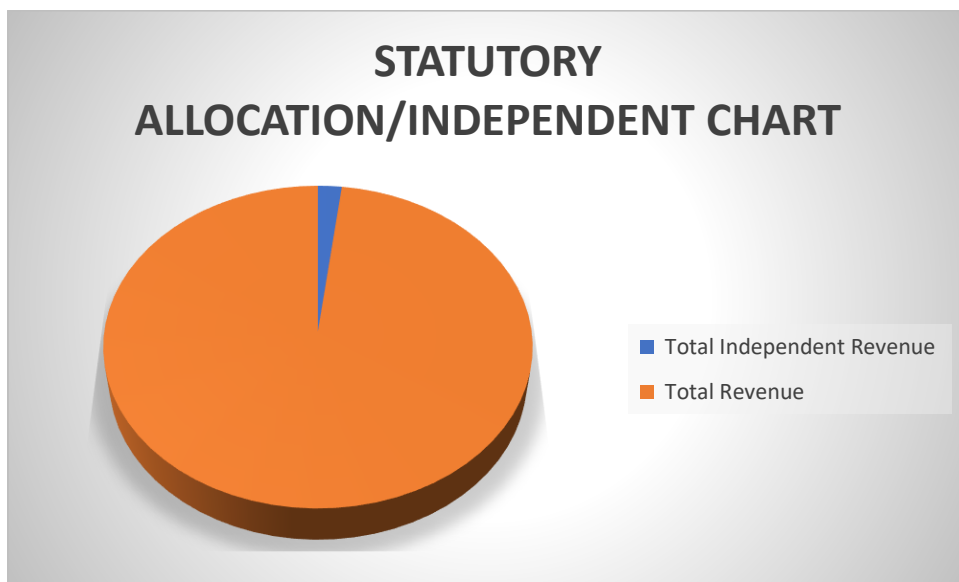 STATUTORY
ALLOCATION/INDEPENDENT CHART
Total Independent Revenue
Total Revenue